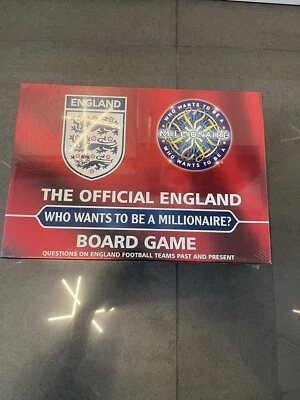 ENGLAND
WHO WANTS TO BE A
MILLIONAIRE
WHO WANTS TO BE
THE OFFICIAL ENGLAND
WHO WANTS TO BE A MILLIONAIRE?
BOARD GAME
QUESTIONS ON ENGLAND FOOTBALL TEAMS PAST AND PRESENT